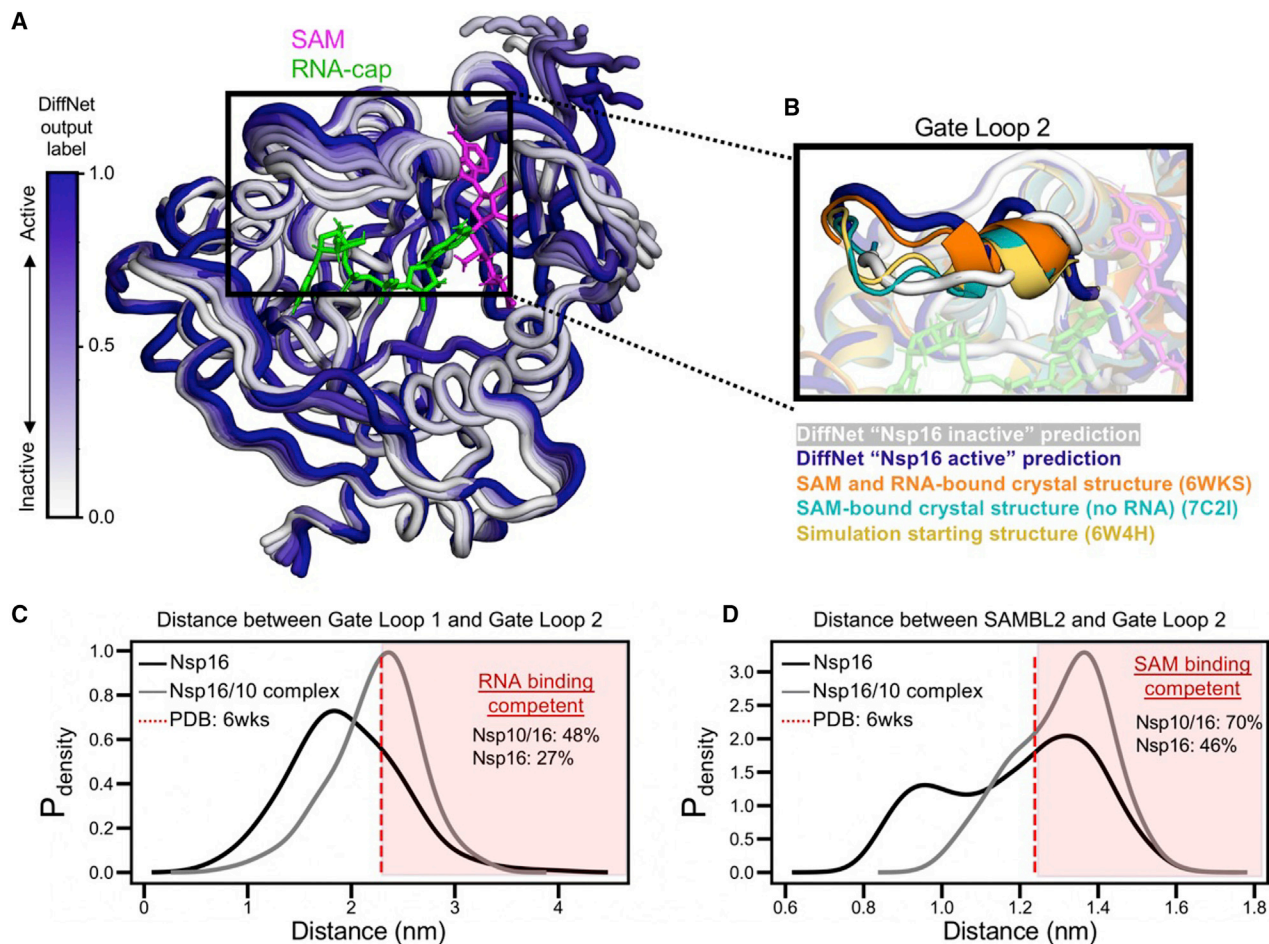 A
SAM
RNA-cap
DiffNet
output
label
1.0
0.5
0.0
Active
Inactive
B
Gate Loop 2
DiffNet “Nsp16 inactive” prediction
DiffNet “Nsp16 active” prediction
SAM and RNA-bound crystal structure (6WKS)
SAM-bound crystal structure (no RNA) (7C2I)
Simulation starting structure (6W4H)
C
Distance between Gate Loop 1 and Gate Loop 2
Nsp16
Nsp16/10 complex
PDB: 6wks
RNA binding
competent
Nsp10/16: 48%
Nsp16: 27%
Pdensity
1.0
0.8
0.6
0.4
0.2
0.0
0 1 2 3 4
Distance (nm)
D
Distance between SAMBL2 and Gate Loop 2
Nsp16
Nsp16/10 complex
PDB: 6wks
SAM binding
competent
Nsp10/16: 70%
Nsp16: 46%
Pdensity
3.0
2.5
2.0
1.5
1.0
0.5
0.0
0.6 0.8 1.0 1.2 1.4 1.6 1.8
Distance (nm)